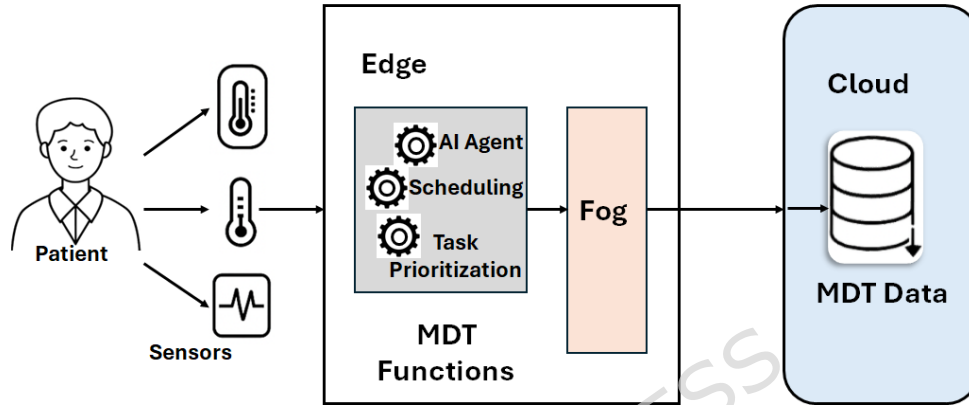 Patient
Sensors
Edge
AI Agent
Scheduling
Task
Prioritization
MDT
Functions
Fog
Cloud
MDT Data